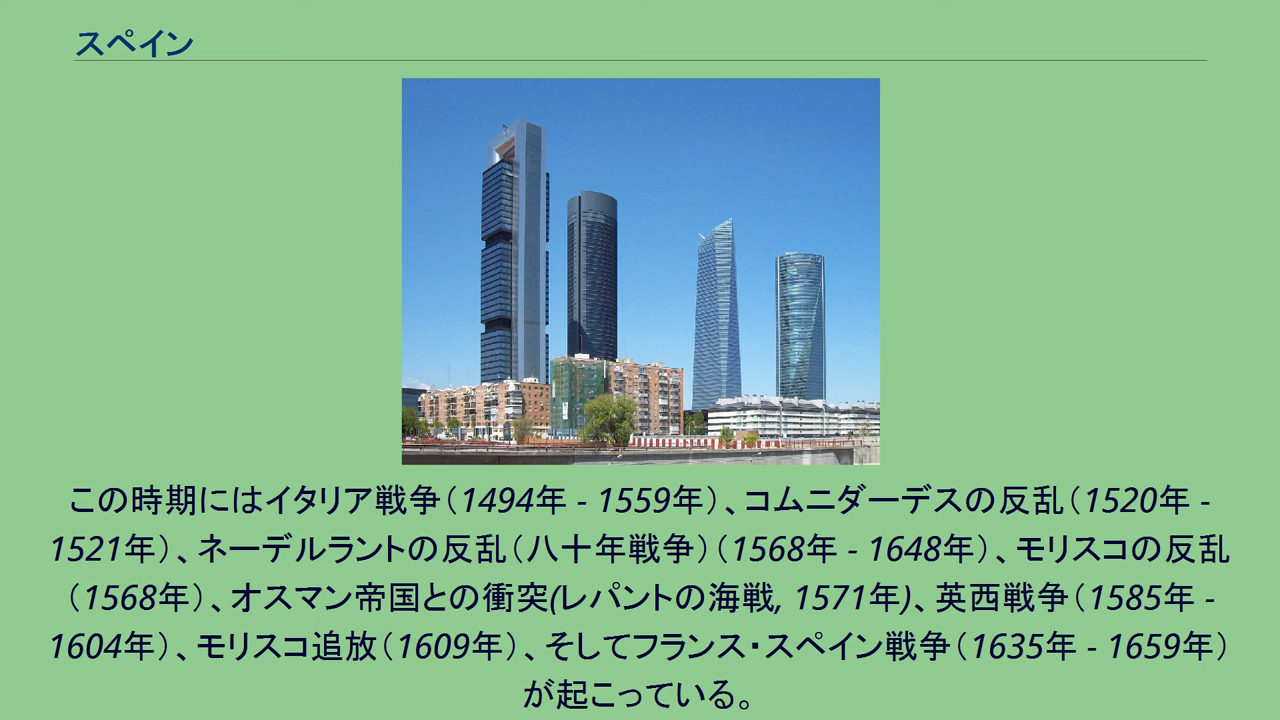 スペイン
この時期にはイタリア戦争（1494年 - 1559年）、コムニダーデスの反乱（1520年 -
1521年）、ネーデルラントの反乱（八十年戦争）（1568年 - 1648年）、モリスコの反乱
（1568年）、オスマン帝国との衝突(レパントの海戦, 1571年)、英西戦争（1585年 -
1604年）、モリスコ追放（1609年）、そしてフランス・スペイン戦争（1635年 - 1659年）
が起こっている。